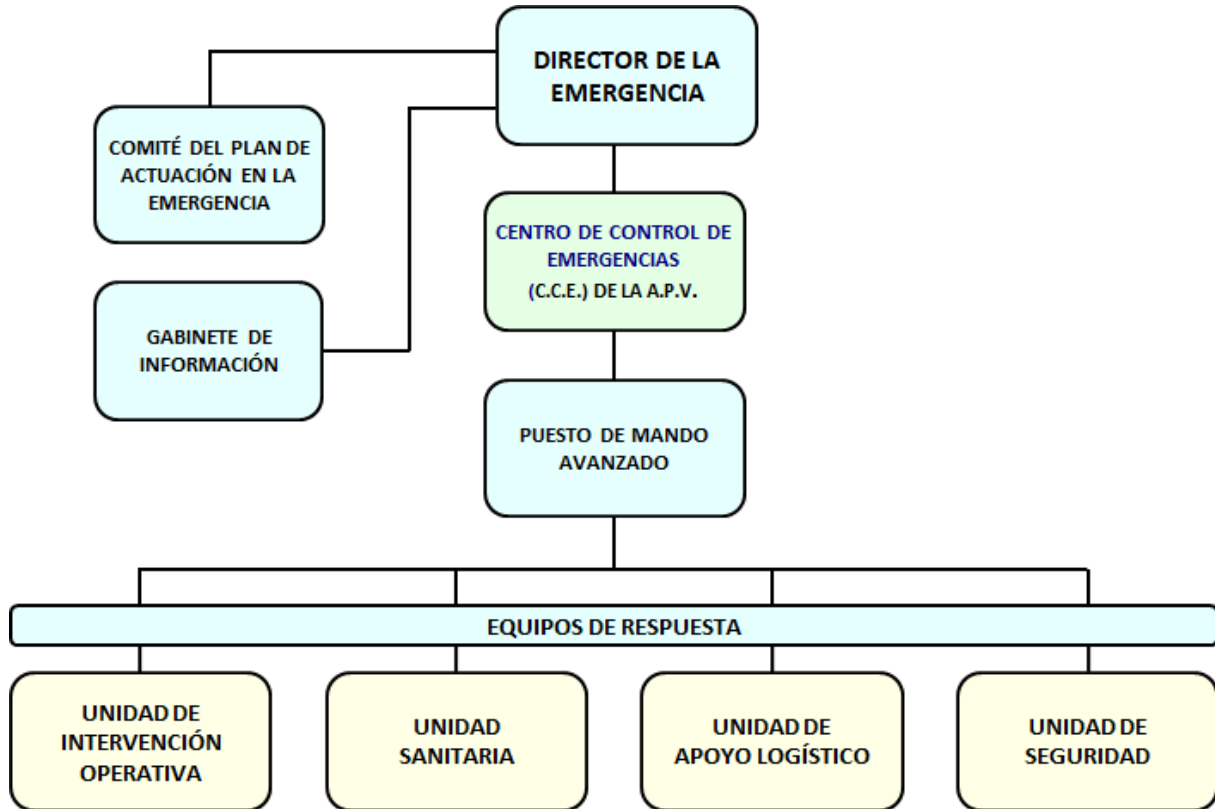 DIRECTOR DE LA
EMERGENCIA
COMITÉ DEL PLAN DE
ACTUACIÓN EN LA
EMERGENCIA
CENTRO DE CONTROL DE
EMERGENCIAS
(C.C.E.) DE LA A.P.V.
GABINETE DE
INFORMACIÓN
PUESTO DE MANDO
AVANZADO
EQUIPOS DE RESPUESTA
UNIDAD DE
INTERVENCIÓN
OPERATIVA
UNIDAD
SANITARIA
UNIDAD DE
APOYO LOGÍSTICO
UNIDAD DE
SEGURIDAD